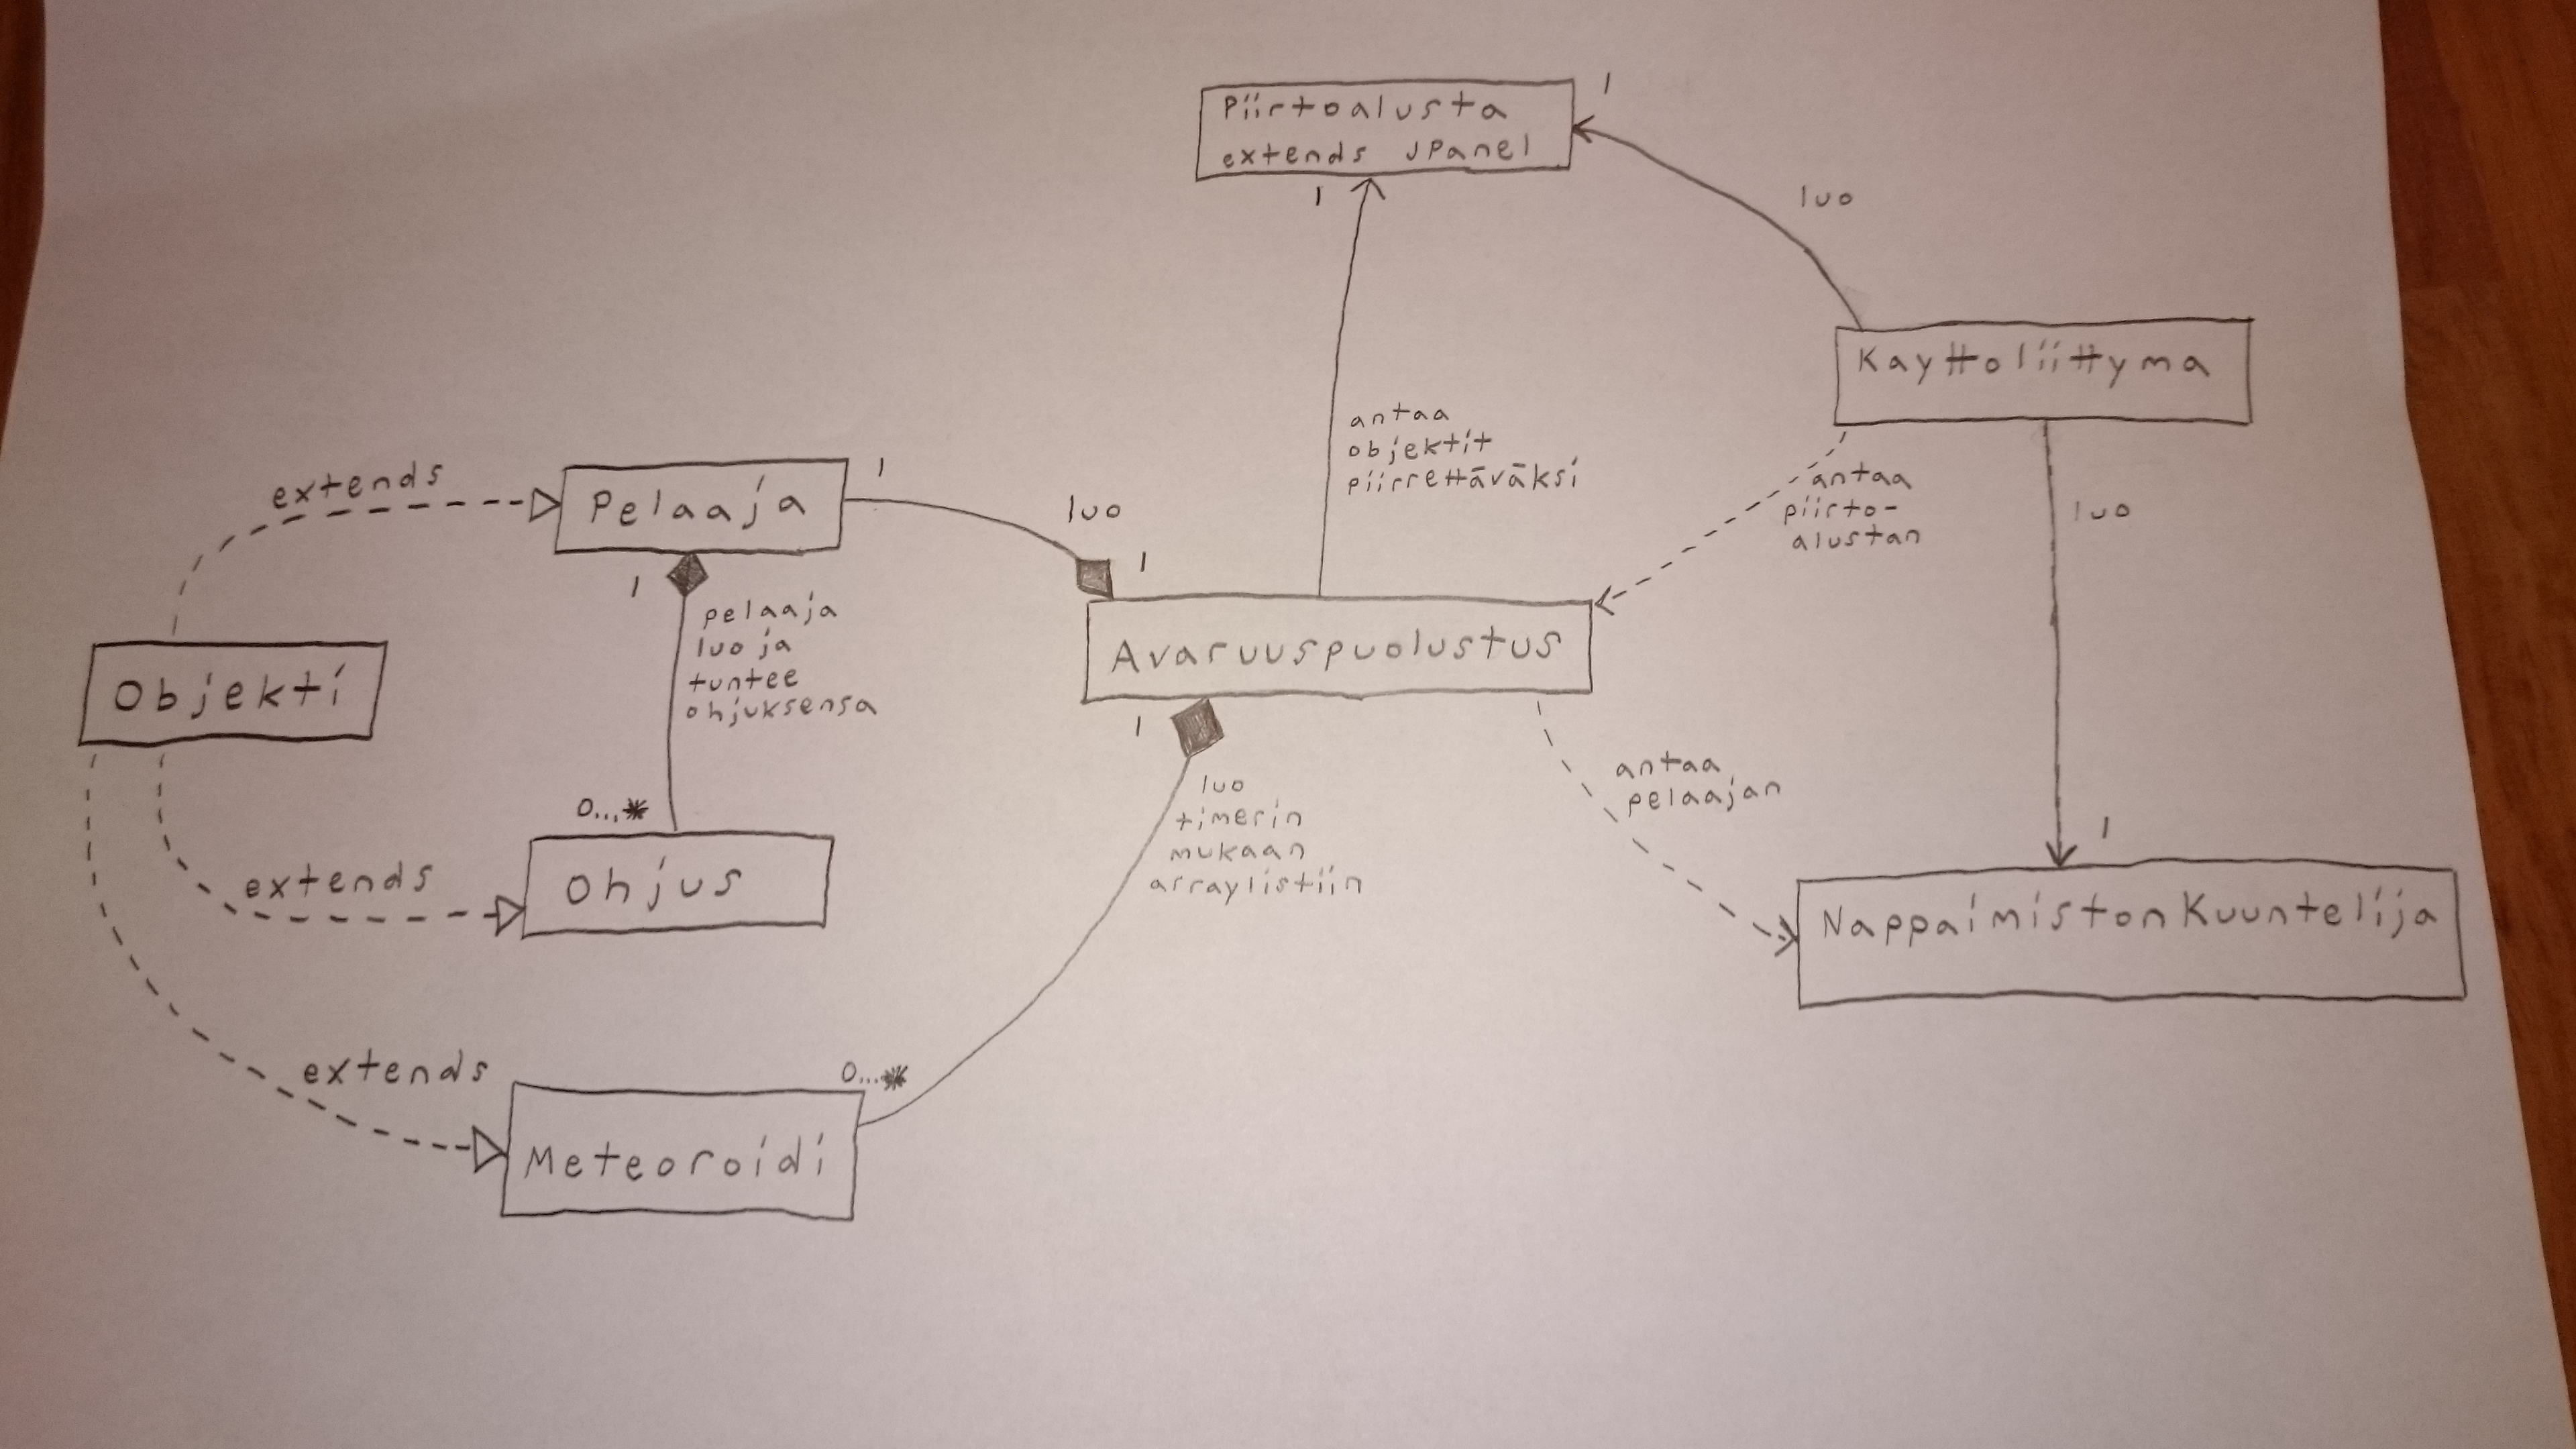 1
Piirtoalusta
extends JPanel
1
luo
Kayttoliittyma
antaa
objektit
piirrettäväksi
extends
Pelaaja
1
luo
1
antaa
piirto-
alustan
luo
1
pelaaja
luo ja
tuntee
ohjuksensa
Objekti
Avaruuspuolustus
1
luo
timerin
mukaan
arraylistiin
antaa
pelaajan
0...*
1
extends
Ohjus
NappaimistonKuuntelija
extends
0...*
Meteoroidi